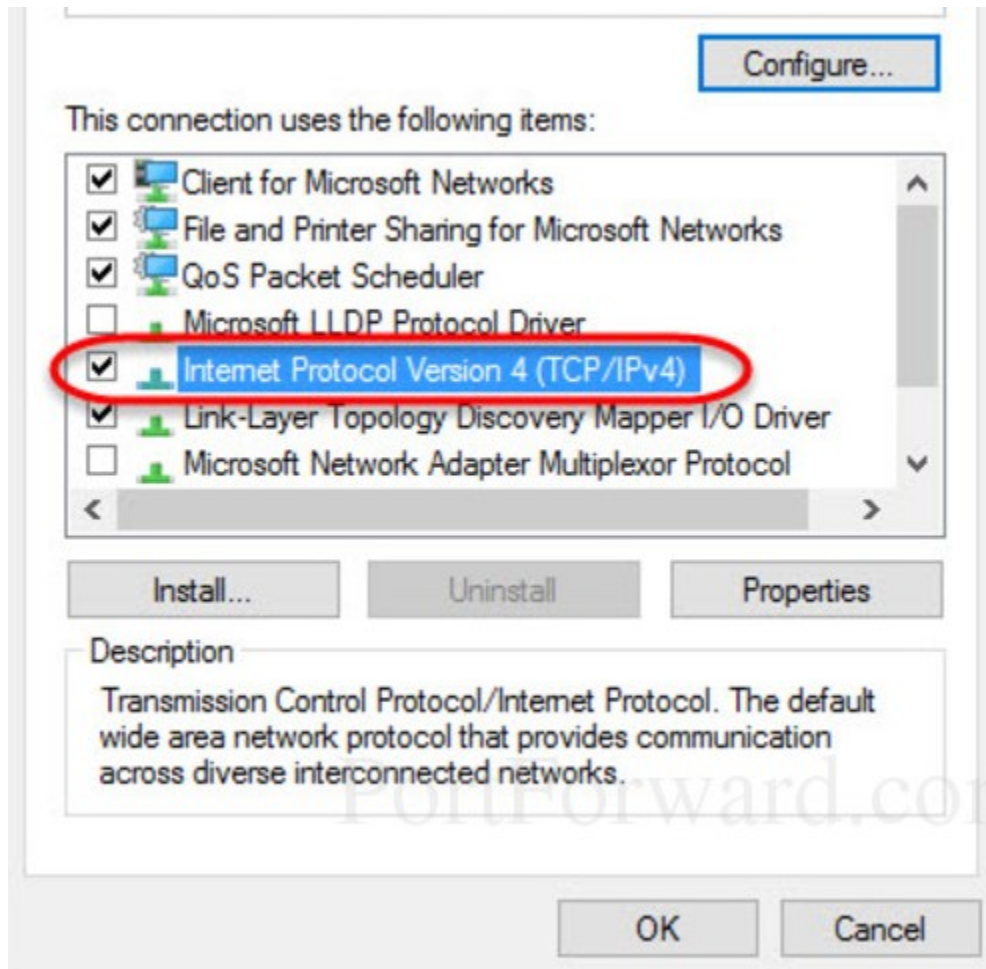 Configure...
This connection uses the following items:
Client for Microsoft Networks
File and Printer Sharing for Microsoft Networks
QoS Packet Scheduler
Microsoft LLDP Protocol Driver
Internet Protocol Version 4 (TCP/IPv4)
Link-Layer Topology Discovery Mapper I/O Driver
Microsoft Network Adapter Multiplexor Protocol
Install... Uninstall Properties
Description
Transmission Control Protocol/Internet Protocol. The default
wide area network protocol that provides communication
across diverse interconnected networks.
PortForward.com
OK Cancel